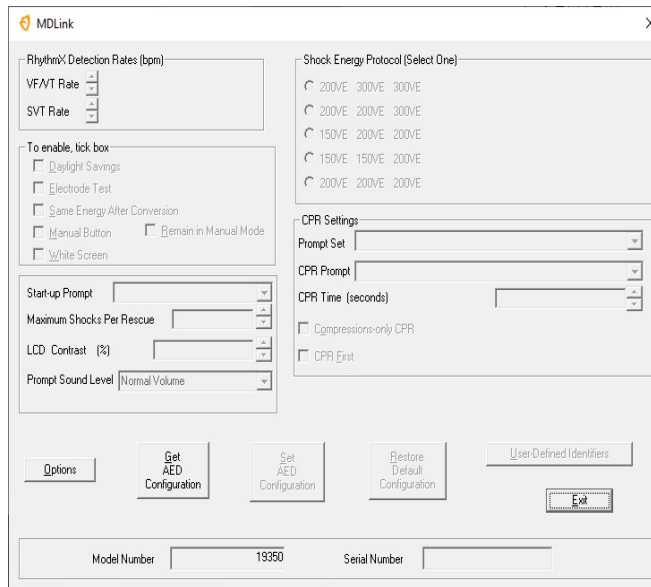 MDLink
RhythmX Detection Rates (bpm)
VF/VT Rate
SVT Rate
To enable, tick box
Daylight Savings
Electrode Test
Same Energy After Conversion
Manual Button Remain in Manual Mode
White Screen
Start-up Prompt
Maximum Shocks Per Rescue
LCD Contrast (%)
Prompt Sound Level Normal Volume
Shock Energy Protocol (Select One)
200VE 300VE 300VE
200VE 200VE 300VE
150VE 200VE 200VE
150VE 150VE 200VE
200VE 200VE 200VE
CPR Settings
Prompt Set
CPR Prompt
CPR Time (seconds)
Compressions-only CPR
CPR First
Options
Get
AED
Configuration
Set
AED
Configuration
Restore
Default
Configuration
User-Defined Identifiers
Exit
Model Number 19350 Serial Number